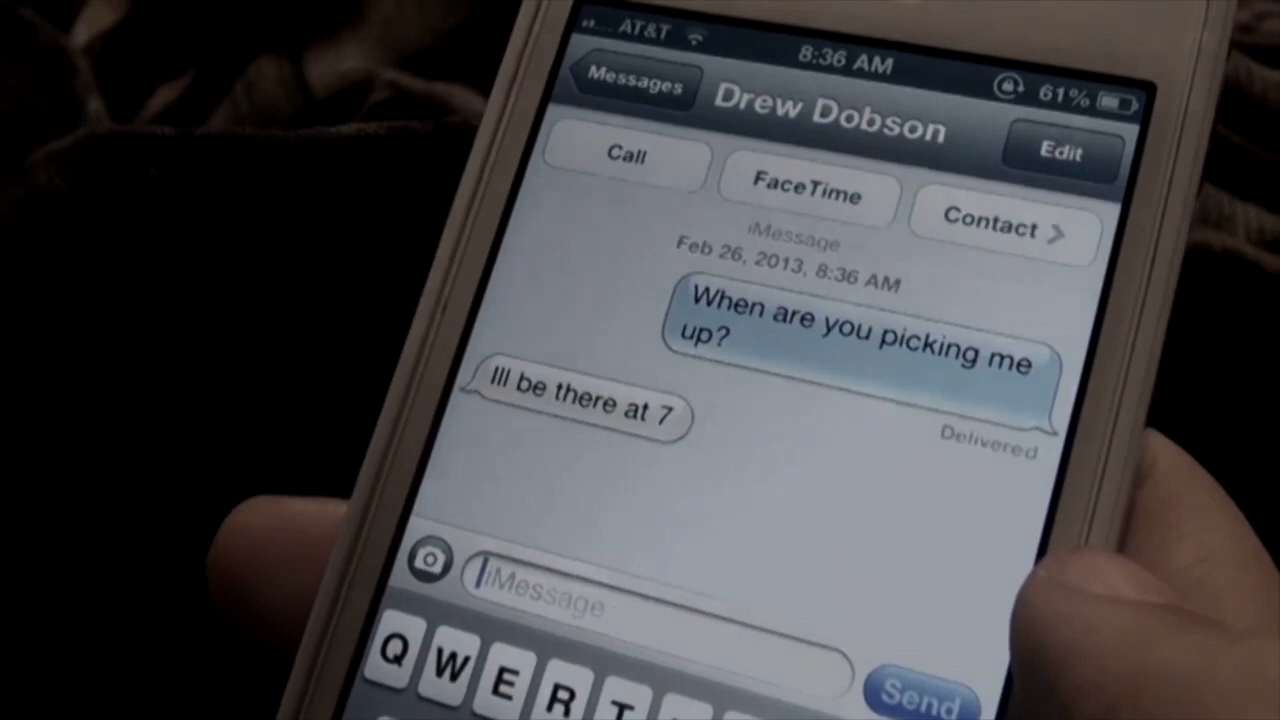 AT&T 8:36 AM 61%
Messages Drew Dobson Edit
Call FaceTime Contact
iMessage
Feb 26, 2013, 8:36 AM
When are you picking me
up?
Delivered
Ill be there at 7
iMessage
Send
Q W E R T